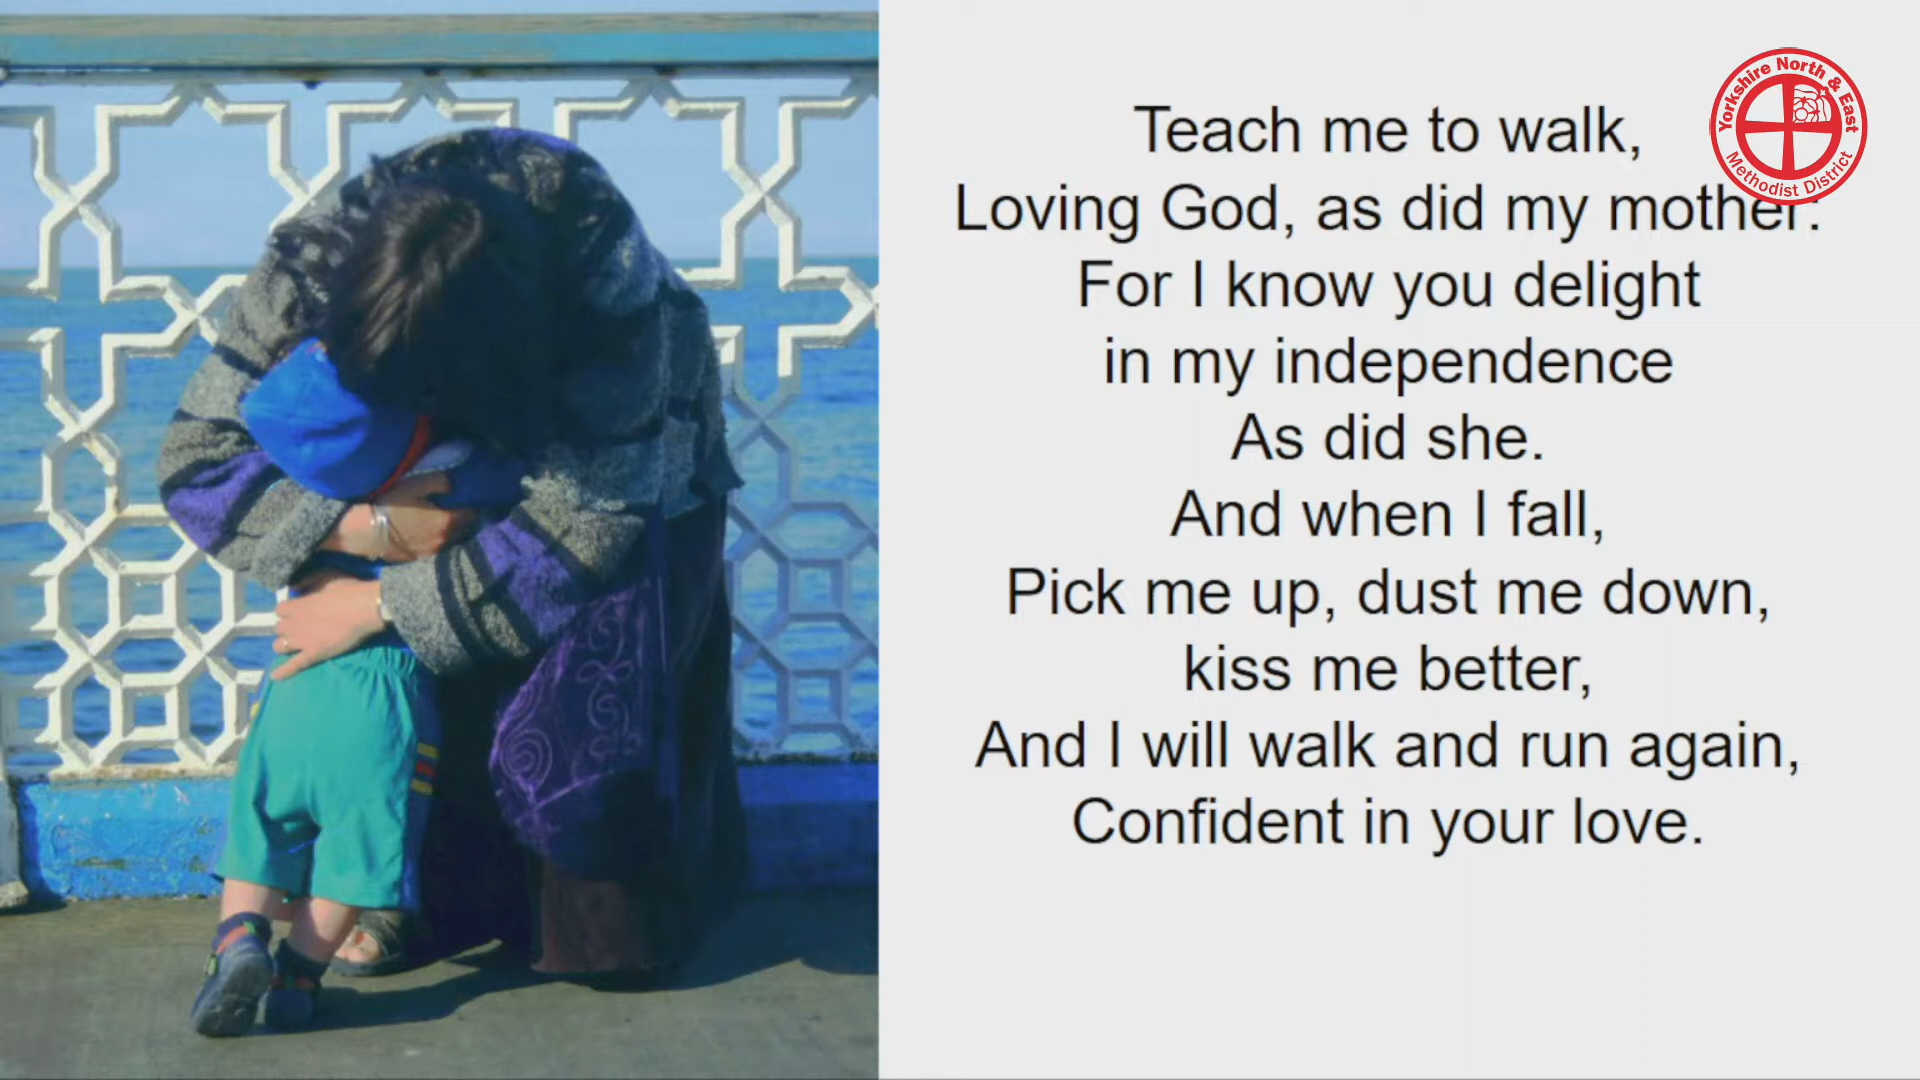 Teach me to walk,
Loving God, as did my mother.
For I know you delight
in my independence
As did she.
And when I fall,
Pick me up, dust me down,
kiss me better,
And I will walk and run again,
Confident in your love.
Yorkshire North & East
Methodist District